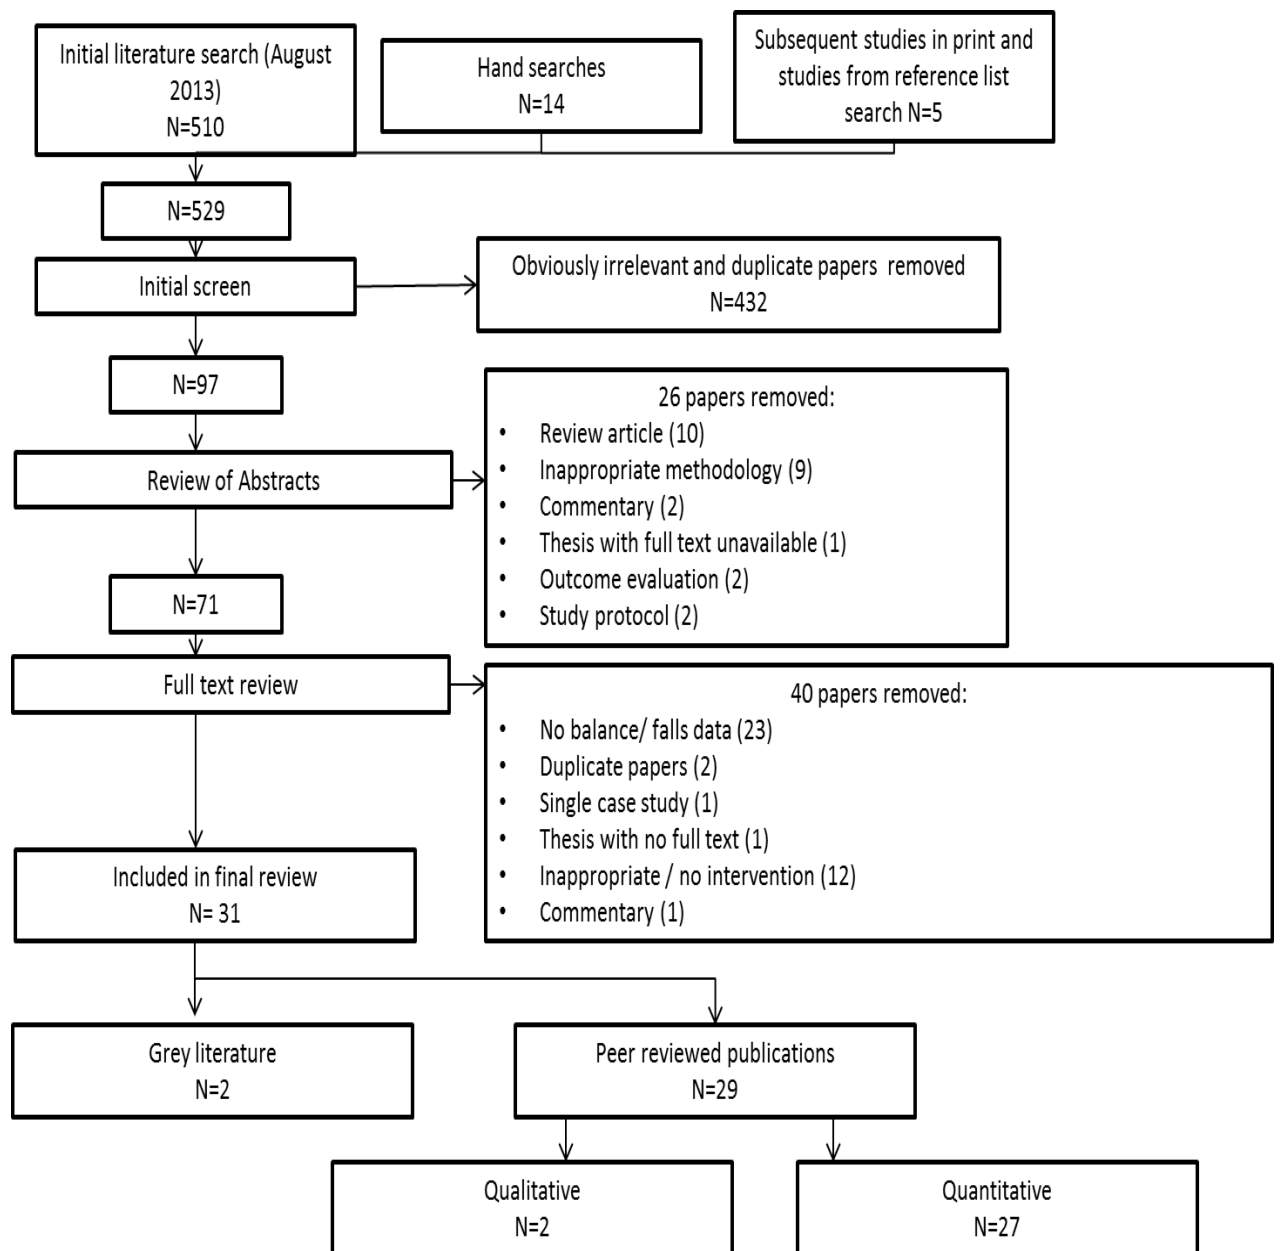 Initial literature search (August
2013)
N=510
Hand searches
N=14
Subsequent studies in print and
studies from reference list
search N=5
N=529
Initial screen
Obviously irrelevant and duplicate papers  removed
N=432
N=97
Review of Abstracts
26 papers removed:
• Review article (10)
• Inappropriate methodology (9)
• Commentary (2)
• Thesis with full text unavailable (1)
• Outcome evaluation (2)
• Study protocol (2)
N=71
Full text review
40 papers removed:
• No balance/ falls data (23)
• Duplicate papers (2)
• Single case study (1)
• Thesis with no full text (1)
• Inappropriate / no intervention (12)
• Commentary (1)
Included in final review
N= 31
Grey literature
N=2
Peer reviewed publications
N=29
Qualitative
N=2
Quantitative
N=27